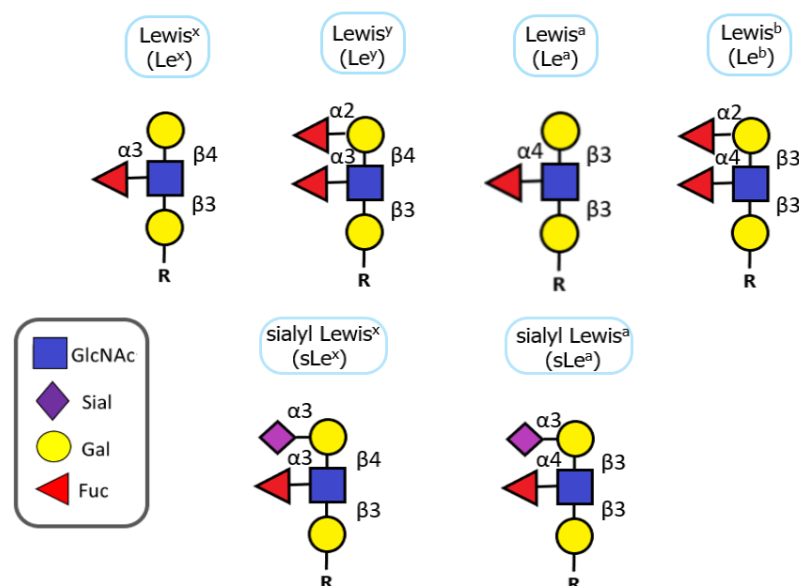 Lewisˣ
(Leˣ)
Lewisʸ
(Leʸ)
Lewisᵃ
(Leᵃ)
Lewisᵇ
(Leᵇ)
α3
β4
β3
R
α2
α3
β4
β3
R
α4
β3
β3
R
α2
α4
β3
β3
R
GlcNAc
Sial
Gal
Fuc
sialyl Lewisˣ
(sLeˣ)
sialyl Lewisᵃ
(sLeᵃ)
α3
α3
β4
β3
R
α3
α4
β3
β3
R